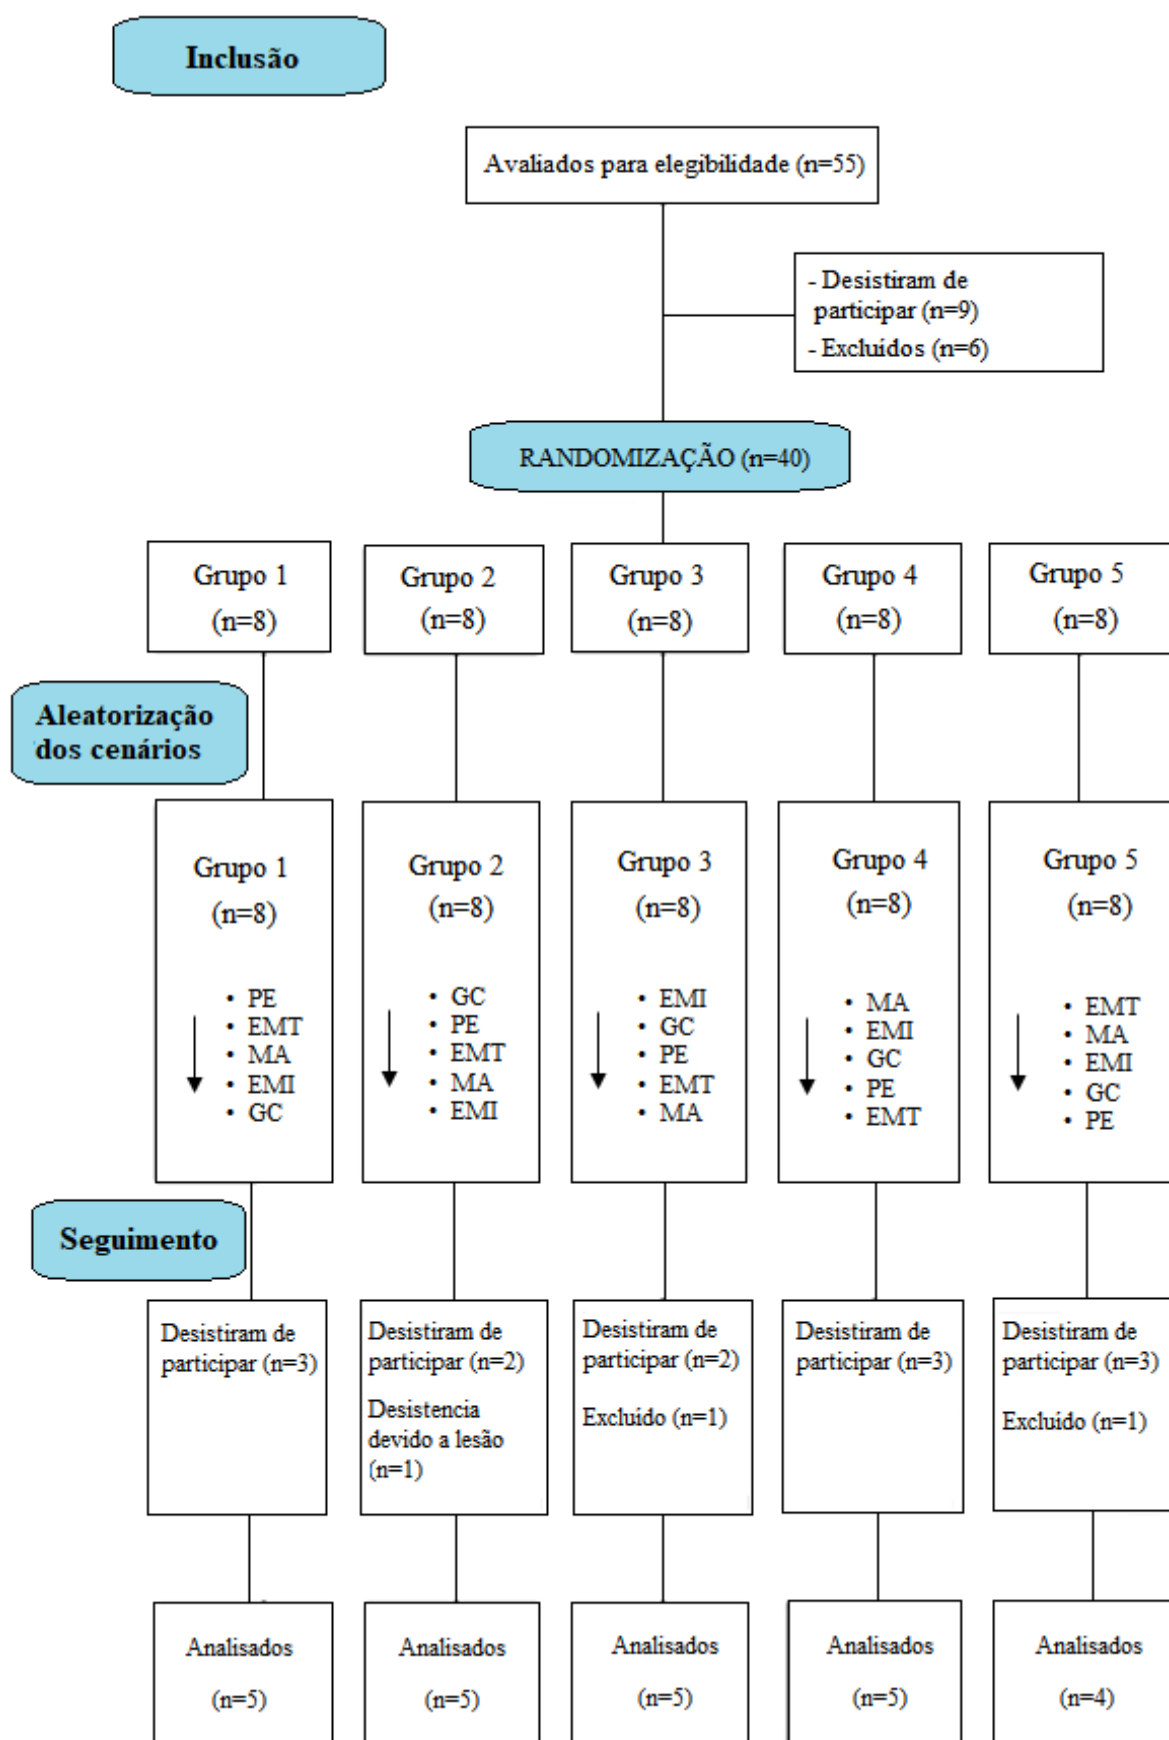 Inclusão
Avaliados para elegibilidade (n=55)
- Desistiram de
participar (n=9)
- Excluídos (n=6)
RANDOMIZAÇÃO (n=40)
Grupo 1
(n=8)
Grupo 2
(n=8)
Grupo 3
(n=8)
Grupo 4
(n=8)
Grupo 5
(n=8)
Aleatorização
dos cenários
Grupo 1
(n=8)
• PE
• EMT
• MA
• EMI
• GC
Grupo 2
(n=8)
• GC
• PE
• EMT
• MA
• EMI
Grupo 3
(n=8)
• EMI
• GC
• PE
• EMT
• MA
Grupo 4
(n=8)
• MA
• EMI
• GC
• PE
• EMT
Grupo 5
(n=8)
• EMT
• MA
• EMI
• GC
• PE
Seguimento
Desistiram de
participar (n=3)
Desistiram de
participar (n=2)
Desistencia
devido a lesão
(n=1)
Desistiram de
participar (n=2)
Excluído (n=1)
Desistiram de
participar (n=3)
Desistiram de
participar (n=3)
Excluído (n=1)
Analisados
(n=5)
Analisados
(n=5)
Analisados
(n=5)
Analisados
(n=5)
Analisados
(n=4)